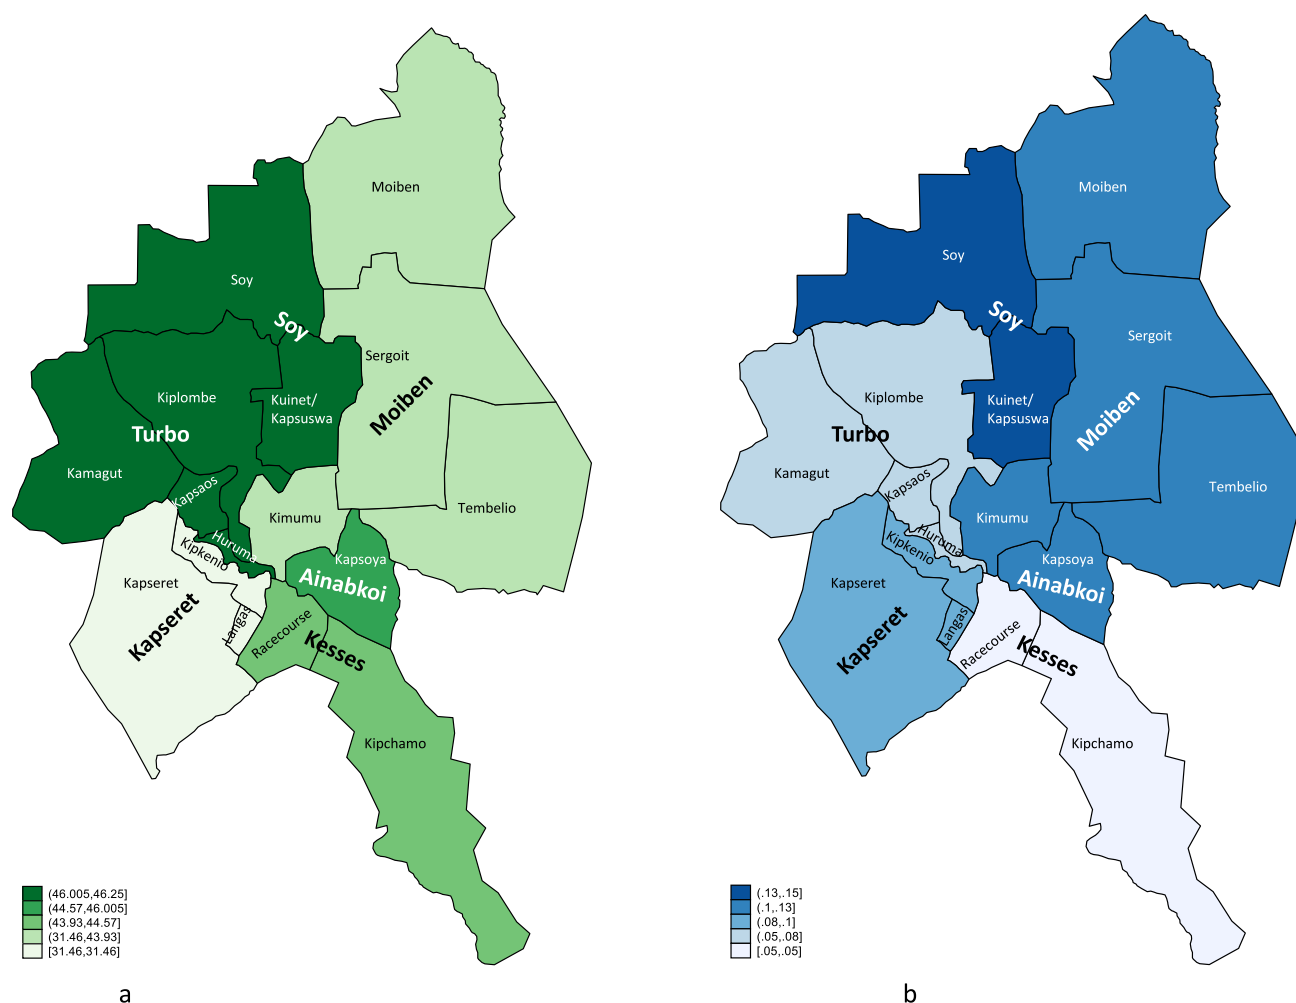 Moiben
Soy
Soy
Sergoit
Kiplombe
Kuinet/
Kapsuswa
Moiben
Turbo
Kamagut
Kapsaos
Tembelio
Kimumu
Huruma
Kipkenio
Kapsoya
Kapseret
Ainabkoi
Kapseret
Langas
Racecourse
Kesses
Kipchamo
(46.005,46.25]
(44.57,46.005]
(43.93,44.57]
(31.46,43.93]
[31.46,31.46]
a
Moiben
Soy
Soy
Sergoit
Kiplombe
Kuinet/
Kapsuswa
Moiben
Turbo
Kamagut
Kapsaos
Tembelio
Kimumu
Huruma
Kipkenio
Kapsoya
Kapseret
Ainabkoi
Kapseret
Langas
Racecourse
Kesses
Kipchamo
(.13,.15]
(.1,.13]
(.08,.1]
(.05,.08]
[.05,.05]
b